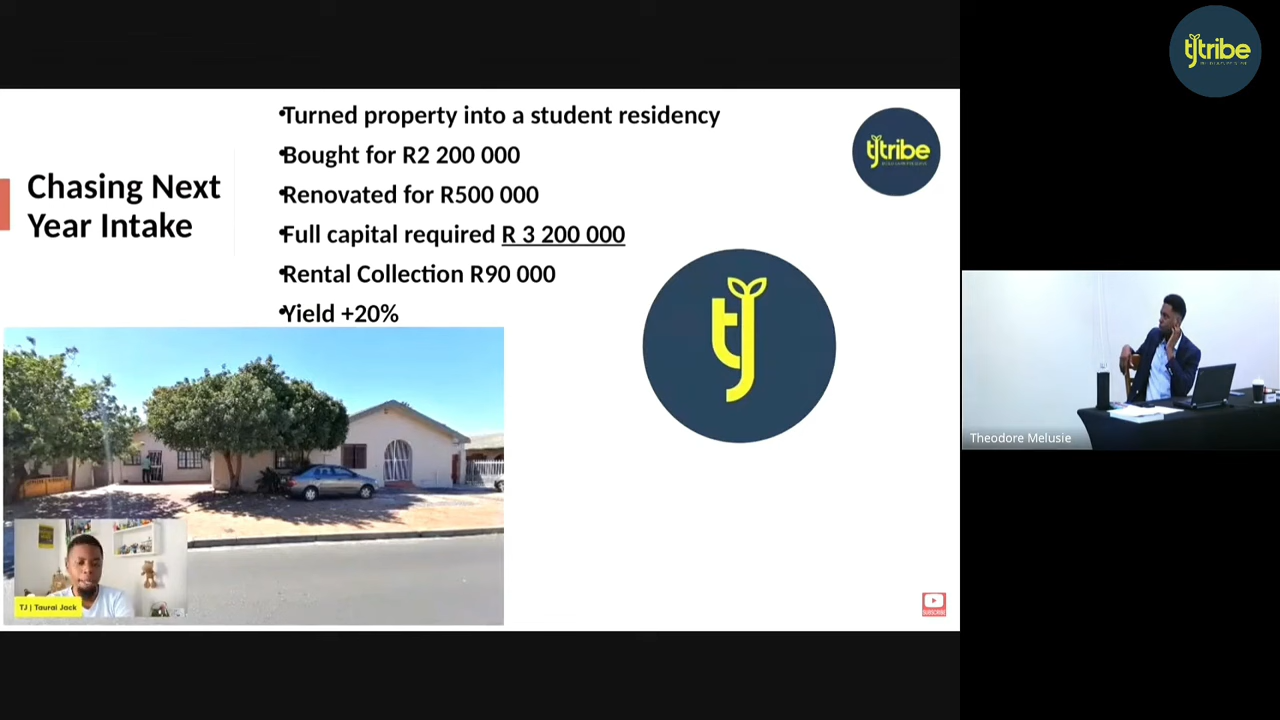 Chasing Next
Year Intake
•Turned property into a student residency
•Bought for R2 200 000
•Renovated for R500 000
•Full capital required R 3 200 000
•Rental Collection R90 000
•Yield +20%
tjtribe
tj
TJ | Taurai Jack
SUBSCRIBE
tjtribe
Theodore Melusie